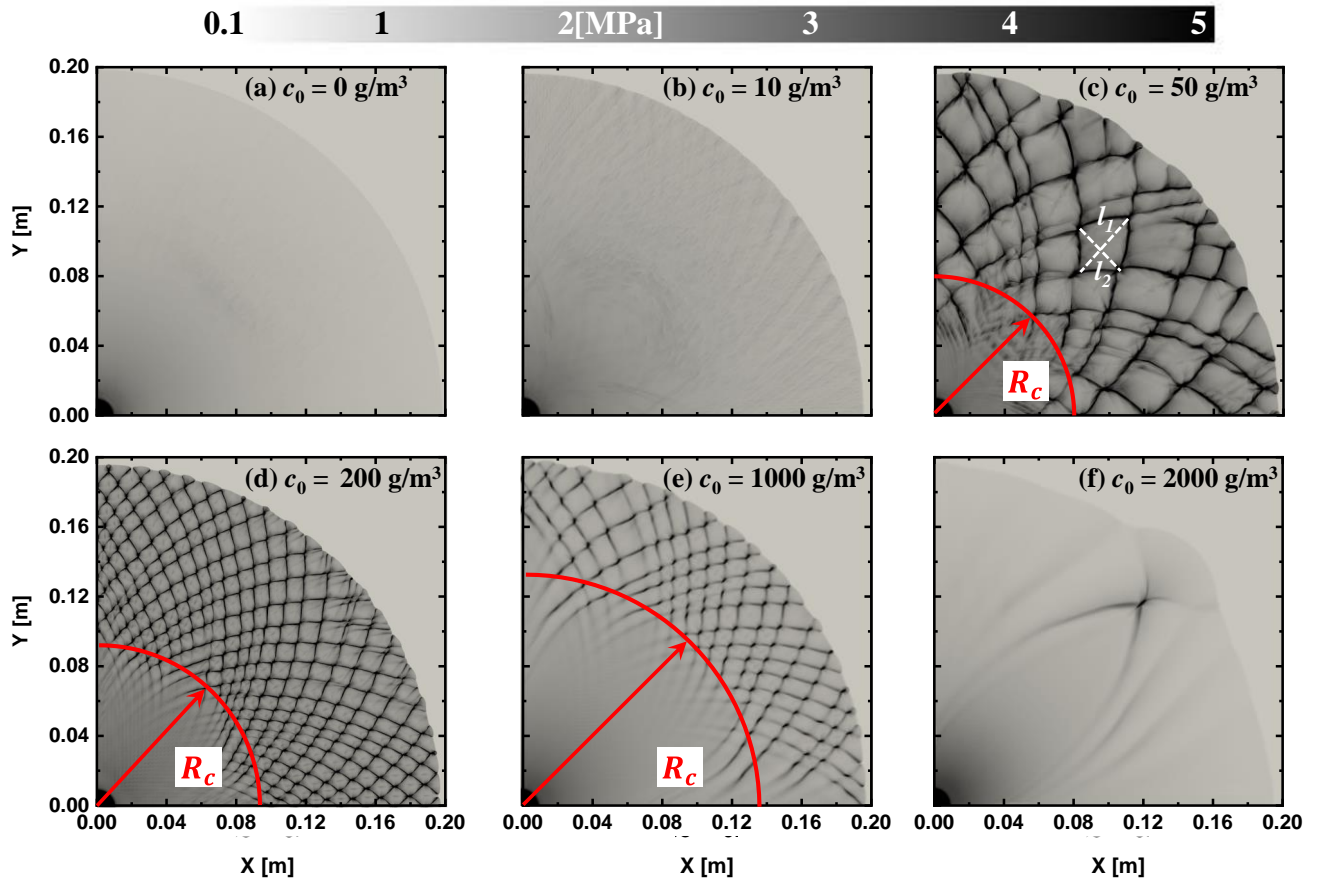 0.1 1 2[MPa] 3 4 5
0.20 (a) c₀ = 0 g/m³ (b) c₀ = 10 g/m³ (c) c₀ = 50 g/m³
0.16
0.12
l₁
Y [m]
0.08
l₂
0.04
R_c
0.00
0.20 (d) c₀ = 200 g/m³ (e) c₀ = 1000 g/m³ (f) c₀ = 2000 g/m³
0.16
0.12
Y [m]
0.08
0.04
R_c R_c
0.00
0.00 0.04 0.08 0.12 0.16 0.20 0.00 0.04 0.08 0.12 0.16 0.20 0.00 0.04 0.08 0.12 0.16 0.20
X [m] X [m] X [m]